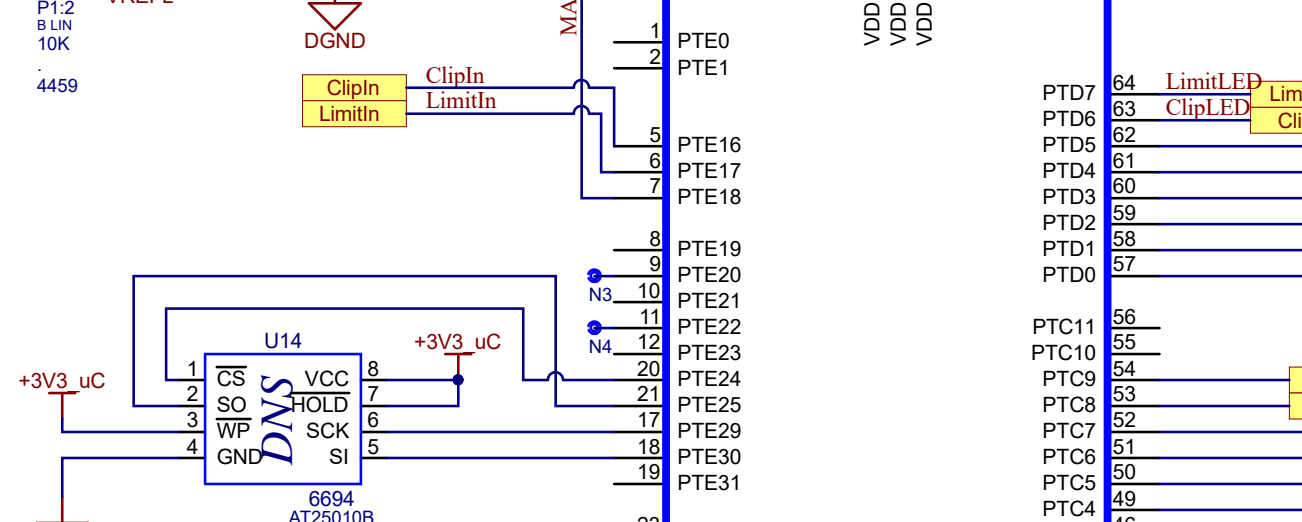 P1:2
B LIN
10K
.
4459
DGND
MA
1 PTE0
2 PTE1
ClipIn ClipIn
LimitIn LimitIn
5 PTE16
6 PTE17
7 PTE18
8 PTE19
9 PTE20
N3
10 PTE21
11 PTE22
N4
12 PTE23
20 PTE24
21 PTE25
17 PTE29
18 PTE30
19 PTE31
U14
+3V3_uC
+3V3_uC
1 CS VCC 8
2 SO HOLD 7
3 WP SCK 6
4 GND SI 5
DNS
6694
AT25010B
VDD
VDD
VDD
PTD7 64 LimitLED Lim
PTD6 63 ClipLED Cli
PTD5 62
PTD4 61
PTD3 60
PTD2 59
PTD1 58
PTD0 57
PTC11 56
PTC10 55
PTC9 54
PTC8 53
PTC7 52
PTC6 51
PTC5 50
PTC4 49